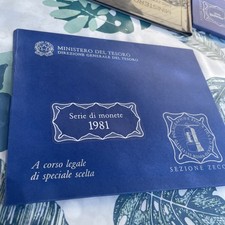 MINISTERO DEL TESORO
DIREZIONE GENERALE DEL TESORO
Serie di monete
1981
A corso legale
di speciale scelta
SEZIONE ZECCA